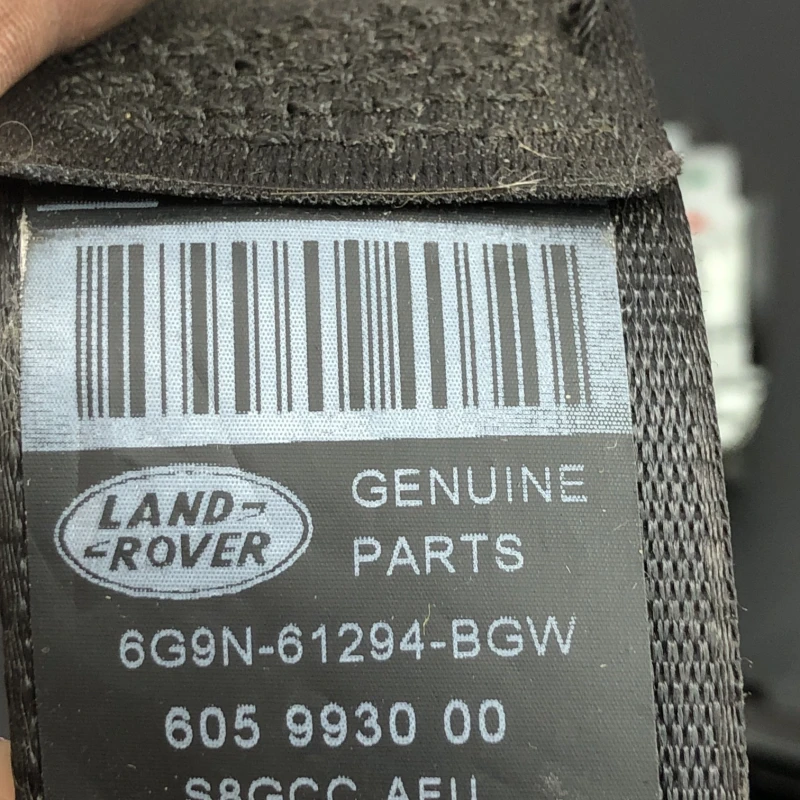 LAND
ROVER
GENUINE
PARTS
6G9N-61294-BGW
605 9930 00